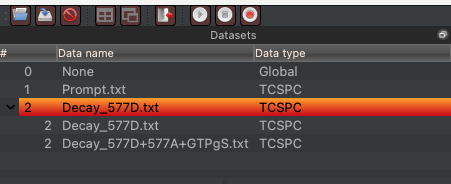 Datasets
# Data name Data type
0 None Global
1 Prompt.txt TCSPC
2 Decay_577D.txt TCSPC
2 Decay_577D.txt TCSPC
2 Decay_577D+577A+GTPgS.txt TCSPC